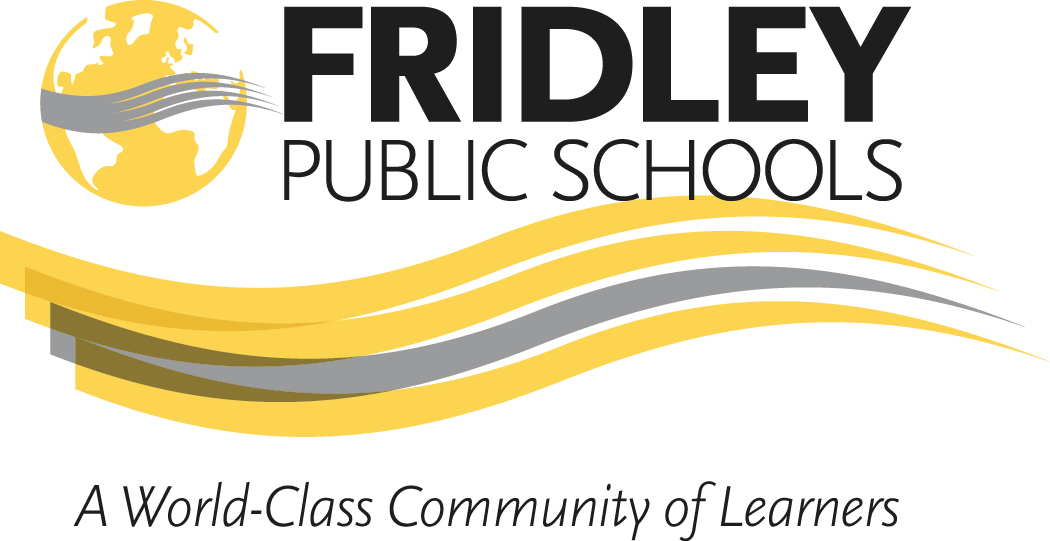 FRIDLEY
PUBLIC SCHOOLS
A World-Class Community of Learners